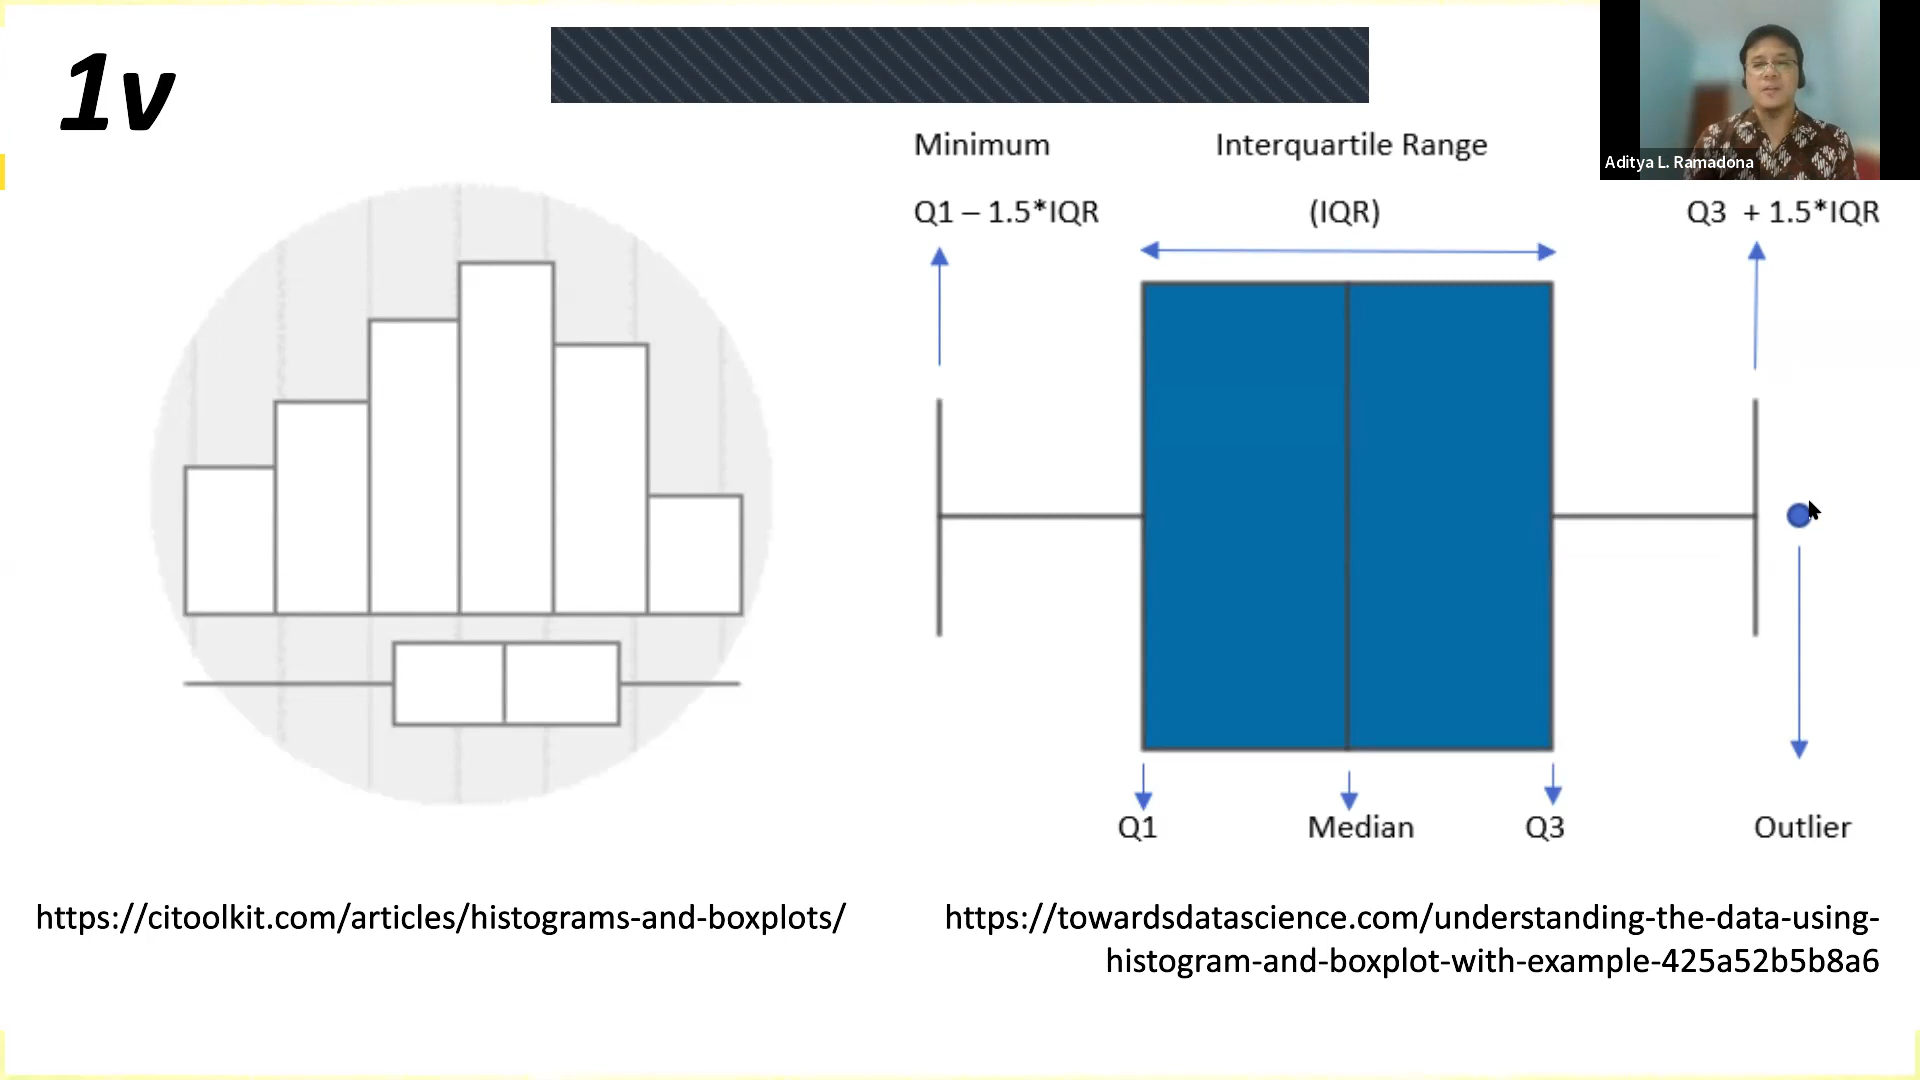 1v
Aditya L. Ramadona
Minimum
Interquartile Range
Q1 – 1.5*IQR
(IQR)
Q3 + 1.5*IQR
Q1
Median
Q3
Outlier
https://citoolkit.com/articles/histograms-and-boxplots/
https://towardsdatascience.com/understanding-the-data-using-
histogram-and-boxplot-with-example-425a52b5b8a6